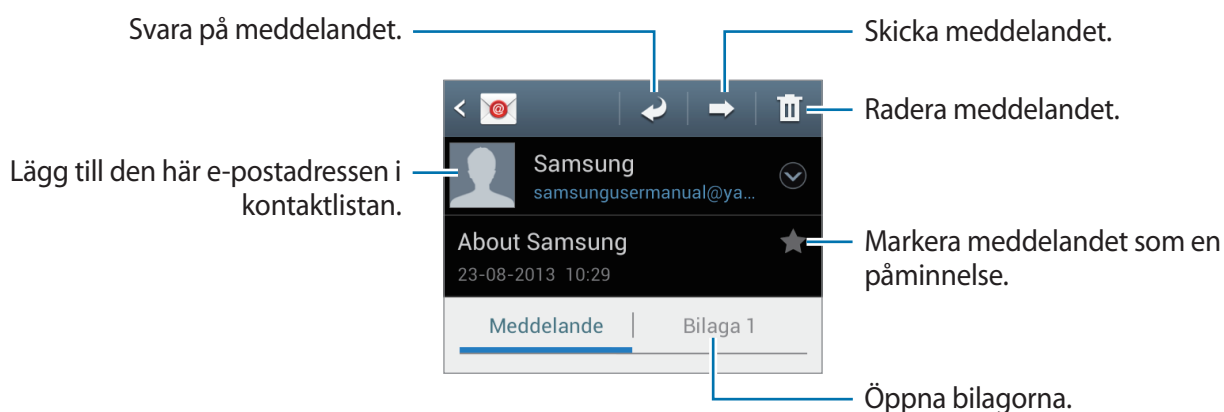 Svara på meddelandet.
Skicka meddelandet.
Radera meddelandet.
Lägg till den här e-postadressen i
kontaktlistan.
Samsung
samsungusermanual@ya...
About Samsung
23-08-2013 10:29
Markera meddelandet som en
påminnelse.
Meddelande
Bilaga 1
Öppna bilagorna.